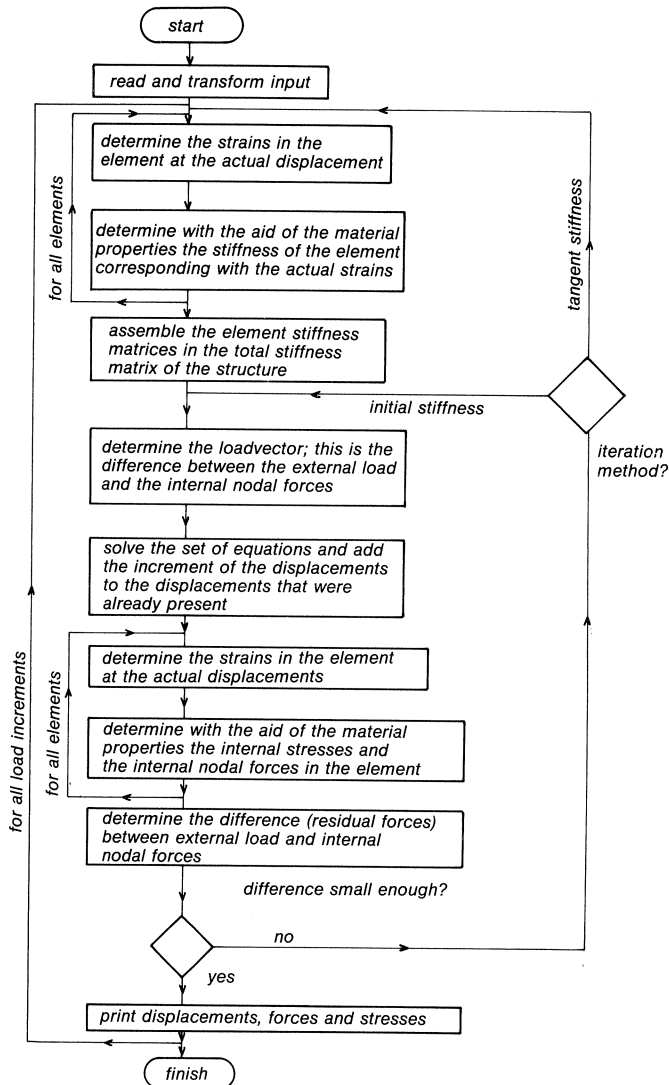 start
read and transform input
determine the strains in the
element at the actual displacement
for all elements
determine with the aid of the material
properties the stiffness of the element
corresponding with the actual strains
tangent stiffness
assemble the element stiffness
matrices in the total stiffness
matrix of the structure
initial stiffness
iteration
method?
determine the loadvector; this is the
difference between the external load
and the internal nodal forces
solve the set of equations and add
the increment of the displacements
to the displacements that were
already present
for all load increments
determine the strains in the element
at the actual displacements
for all elements
determine with the aid of the material
properties the internal stresses and
the internal nodal forces in the element
determine the difference (residual forces)
between external load and internal
nodal forces
difference small enough?
no
yes
print displacements, forces and stresses
finish